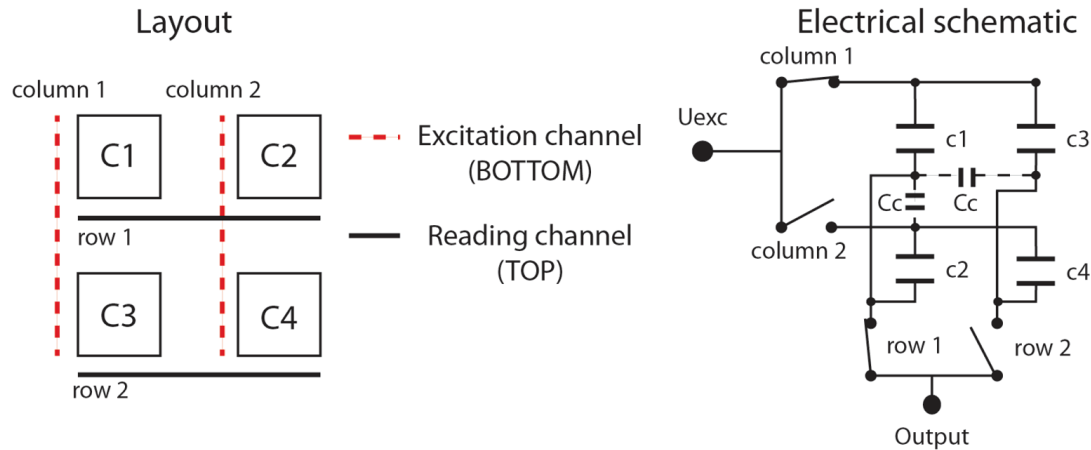 Layout
column 1
column 2
C1
C2
row 1
C3
C4
row 2
Excitation channel
(BOTTOM)
Reading channel
(TOP)
Electrical schematic
column 1
Uexc
c1
c3
Cc
Cc
column 2
c2
c4
row 1
row 2
Output